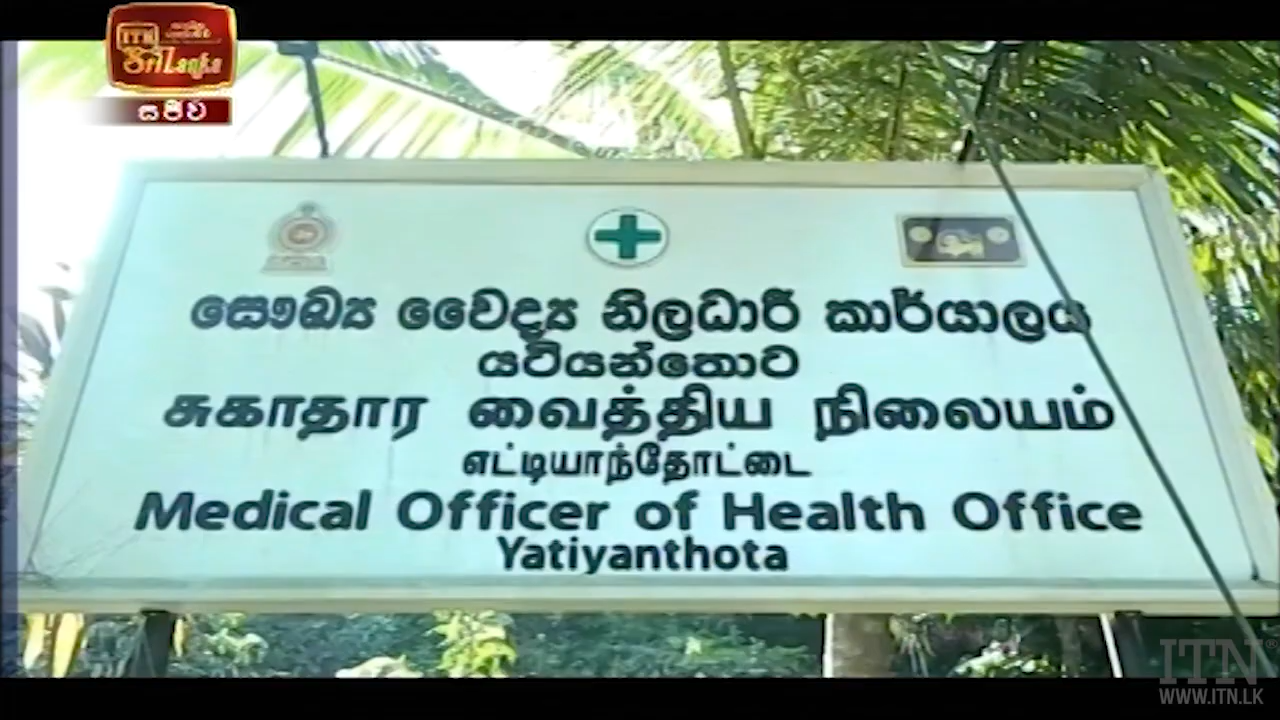 ITN
Sri Lanka
සජීවී
සෞඛ්‍ය වෛද්‍ය නිලධාරී කාර්යාලය
යටියන්තොට
சுகாதார வைத்திய நிலையம்
எட்டியாந்தோட்டை
Medical Officer of Health Office
Yatiyanthota
ITN
WWW.ITN.LK